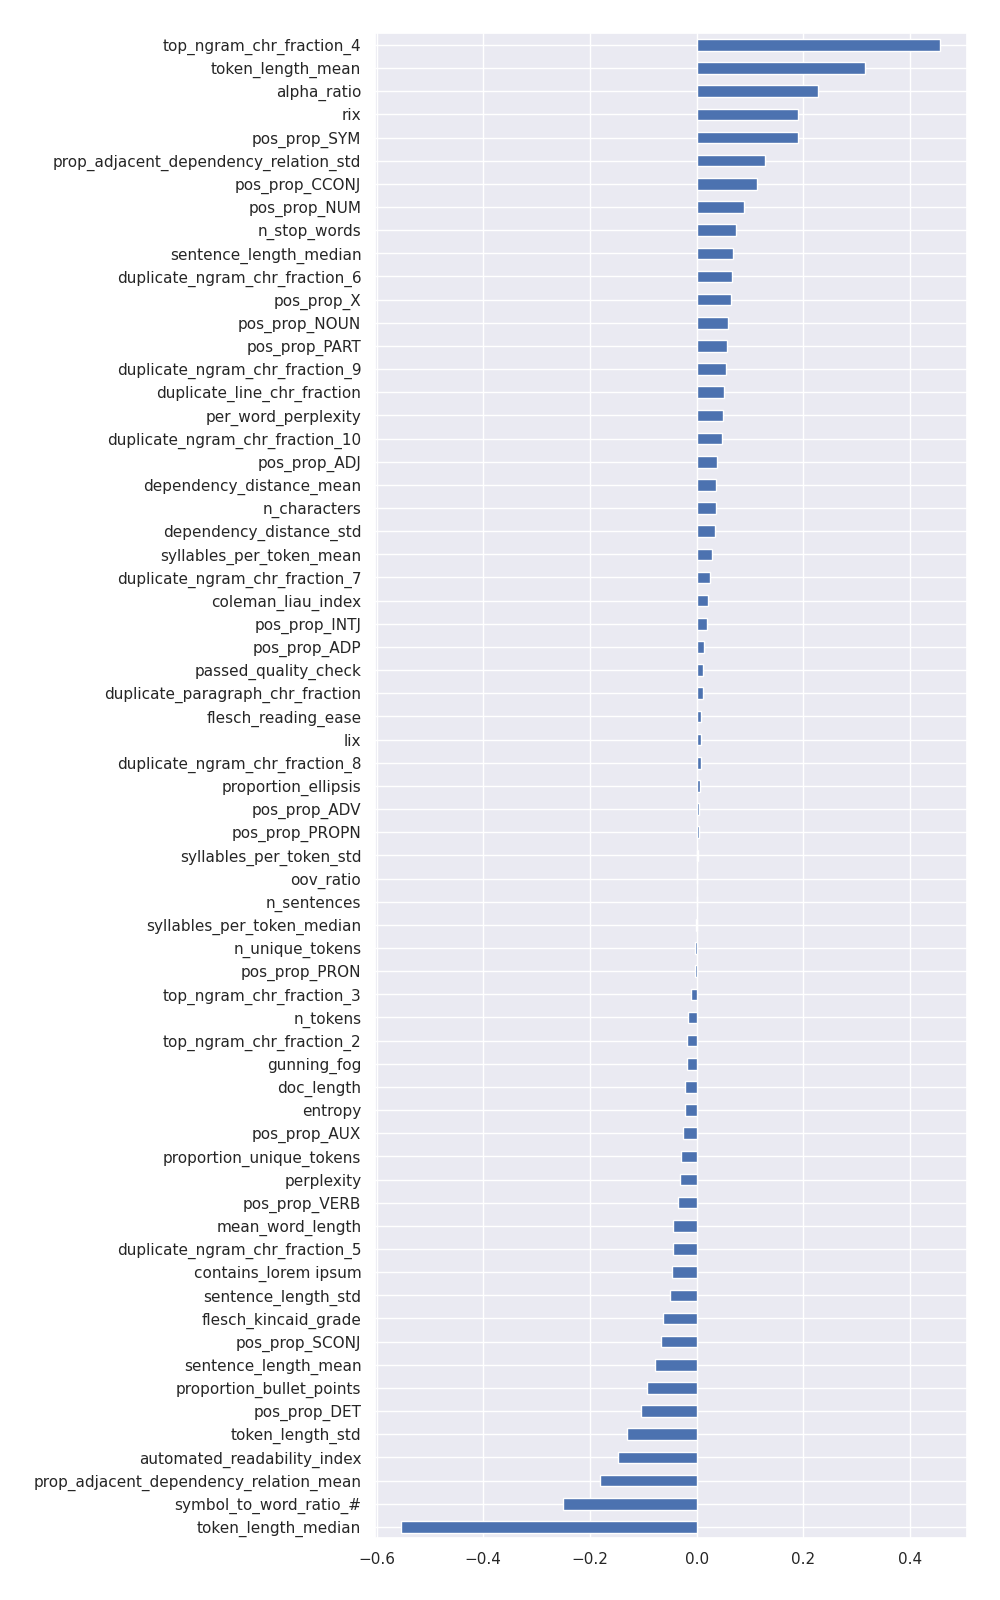 top_ngram_chr_fraction_4
token_length_mean
alpha_ratio
rix
pos_prop_SYM
prop_adjacent_dependency_relation_std
pos_prop_CCONJ
pos_prop_NUM
n_stop_words
sentence_length_median
duplicate_ngram_chr_fraction_6
pos_prop_X
pos_prop_NOUN
pos_prop_PART
duplicate_ngram_chr_fraction_9
duplicate_line_chr_fraction
per_word_perplexity
duplicate_ngram_chr_fraction_10
pos_prop_ADJ
dependency_distance_mean
n_characters
dependency_distance_std
syllables_per_token_mean
duplicate_ngram_chr_fraction_7
coleman_liau_index
pos_prop_INTJ
pos_prop_ADP
passed_quality_check
duplicate_paragraph_chr_fraction
flesch_reading_ease
lix
duplicate_ngram_chr_fraction_8
proportion_ellipsis
pos_prop_ADV
pos_prop_PROPN
syllables_per_token_std
oov_ratio
n_sentences
syllables_per_token_median
n_unique_tokens
pos_prop_PRON
top_ngram_chr_fraction_3
n_tokens
top_ngram_chr_fraction_2
gunning_fog
doc_length
entropy
pos_prop_AUX
proportion_unique_tokens
perplexity
pos_prop_VERB
mean_word_length
duplicate_ngram_chr_fraction_5
contains_lorem ipsum
sentence_length_std
flesch_kincaid_grade
pos_prop_SCONJ
sentence_length_mean
proportion_bullet_points
pos_prop_DET
token_length_std
automated_readability_index
prop_adjacent_dependency_relation_mean
symbol_to_word_ratio_#
token_length_median
−0.6 −0.4 −0.2 0.0 0.2 0.4